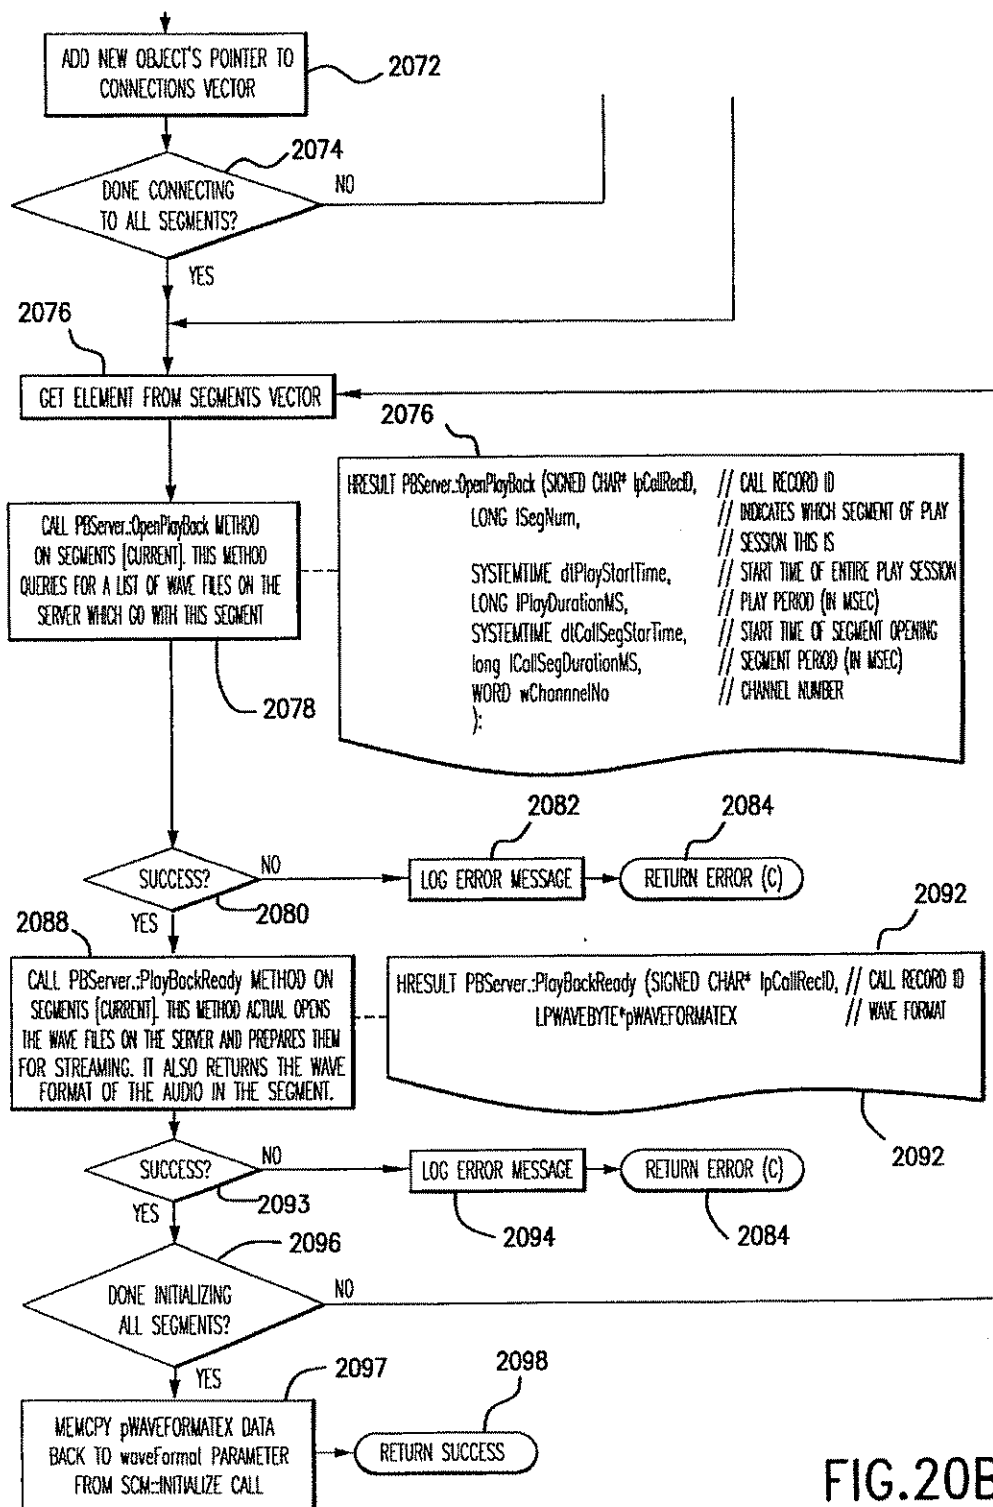 ADD NEW OBJECT'S POINTER TO
CONNECTIONS VECTOR
2072
2074
DONE CONNECTING
TO ALL SEGMENTS?
NO
YES
2076
GET ELEMENT FROM SEGMENTS VECTOR
2076
CALL PBServer::OpenPlayBack METHOD
ON SEGMENTS [CURRENT]. THIS METHOD
QUERIES FOR A LIST OF WAVE FILES ON THE
SERVER WHICH GO WITH THIS SEGMENT
2078
HRESULT PBServer::OpenPlayBack (SIGNED CHAR* lpCallRecID, // CALL RECORD ID
LONG lSegNum, // INDICATES WHICH SEGMENT OF PLAY
// SESSION THIS IS
SYSTEMTIME dtPlayStartTime, // START TIME OF ENTIRE PLAY SESSION
LONG lPlayDurationMS, // PLAY PERIOD (IN MSEC)
SYSTEMTIME dtCallSegStarTime, // START TIME OF SEGMENT OPENING
long lCallSegDurationMS, // SEGMENT PERIOD (IN MSEC)
WORD wChannnelNo // CHANNEL NUMBER
):
SUCCESS?
NO
2080
YES
2082
LOG ERROR MESSAGE
2084
RETURN ERROR (C)
2088
CALL PBServer::PlayBackReady METHOD ON
SEGMENTS [CURRENT]. THIS METHOD ACTUAL OPENS
THE WAVE FILES ON THE SERVER AND PREPARES THEM
FOR STREAMING. IT ALSO RETURNS THE WAVE
FORMAT OF THE AUDIO IN THE SEGMENT.
2092
HRESULT PBServer::PlayBackReady (SIGNED CHAR* lpCallRecID, // CALL RECORD ID
LPWAVEBYTE*pWAVEFORMATEX // WAVE FORMAT
2092
SUCCESS?
NO
2093
YES
LOG ERROR MESSAGE
2094
RETURN ERROR (C)
2084
2096
DONE INITIALIZING
ALL SEGMENTS?
NO
YES
2097
MEMCPY pWAVEFORMATEX DATA
BACK TO waveFormat PARAMETER
FROM SCM::INITIALIZE CALL
2098
RETURN SUCCESS
FIG.20B